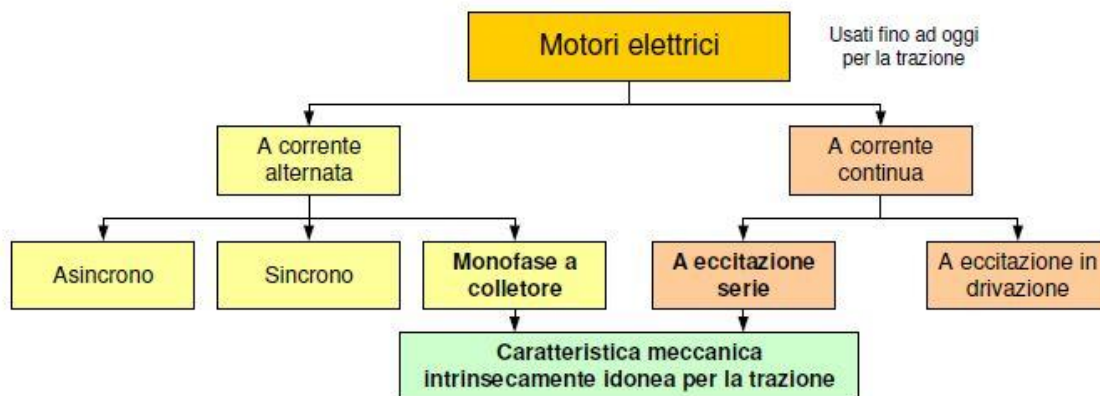 Motori elettrici
Usati fino ad oggi
per la trazione
A corrente
alternata
A corrente
continua
Asincrono
Sincrono
Monofase a
colletore
A eccitazione
serie
A eccitazione in
drivazione
Caratteristica meccanica
intrinsecamente idonea per la trazione